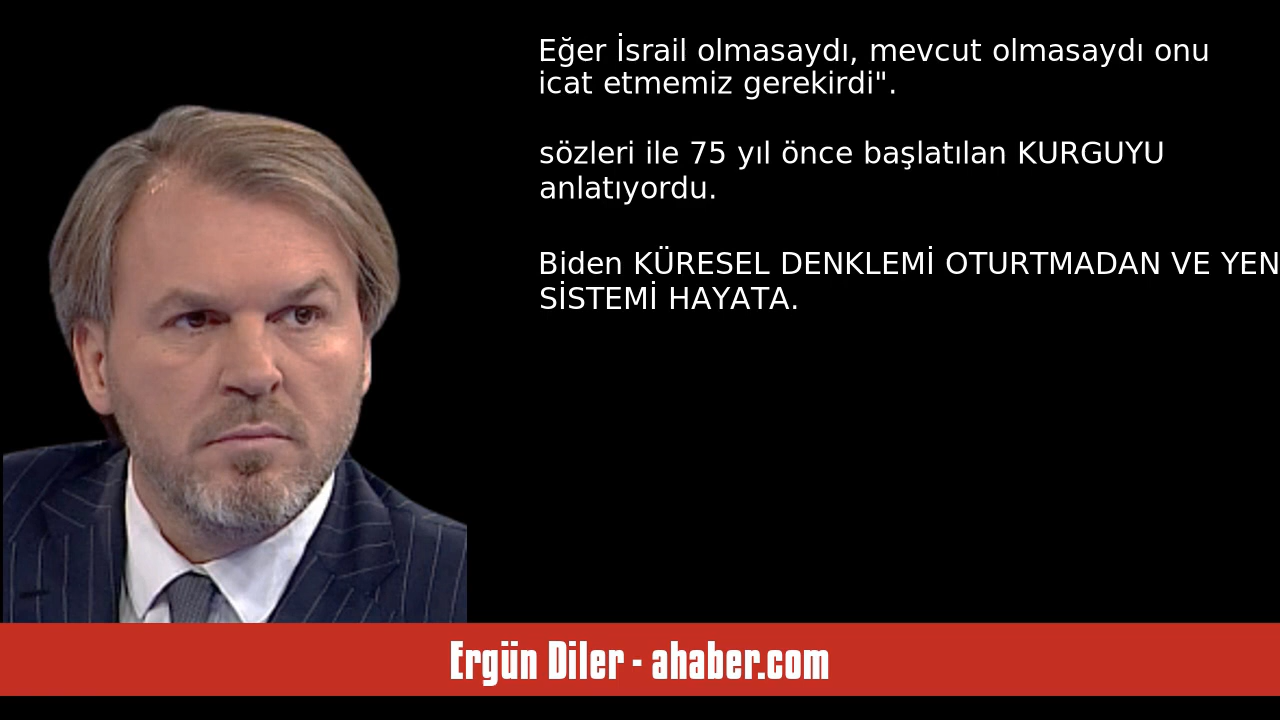 Eğer İsrail olmasaydı, mevcut olmasaydı onu
icat etmemiz gerekirdi".
sözleri ile 75 yıl önce başlatılan KURGUYU
anlatıyordu.
Biden KÜRESEL DENKLEMİ OTURTMADAN VE YEN
SİSTEMİ HAYATA.
Ergün Diler - ahaber.com